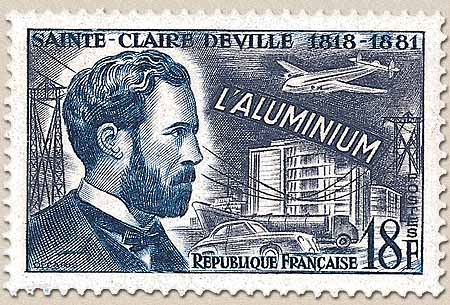 SAINTE-CLAIRE DEVILLE 1818-1881
L'ALUMINIUM
POSTES
18F
RÉPUBLIQUE FRANÇAISE